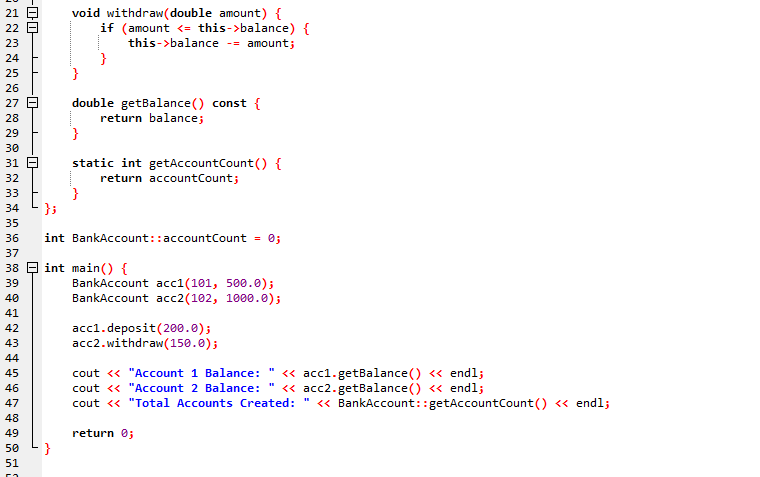 21 void withdraw(double amount) {
22 if (amount <= this->balance) {
23 this->balance -= amount;
24 }
25 }
26
27 double getBalance() const {
28 return balance;
29 }
30
31 static int getAccountCount() {
32 return accountCount;
33 }
34 };
35
36 int BankAccount::accountCount = 0;
37
38 int main() {
39 BankAccount acc1(101, 500.0);
40 BankAccount acc2(102, 1000.0);
41
42 acc1.deposit(200.0);
43 acc2.withdraw(150.0);
44
45 cout << "Account 1 Balance: " << acc1.getBalance() << endl;
46 cout << "Account 2 Balance: " << acc2.getBalance() << endl;
47 cout << "Total Accounts Created: " << BankAccount::getAccountCount() << endl;
48
49 return 0;
50 }
51